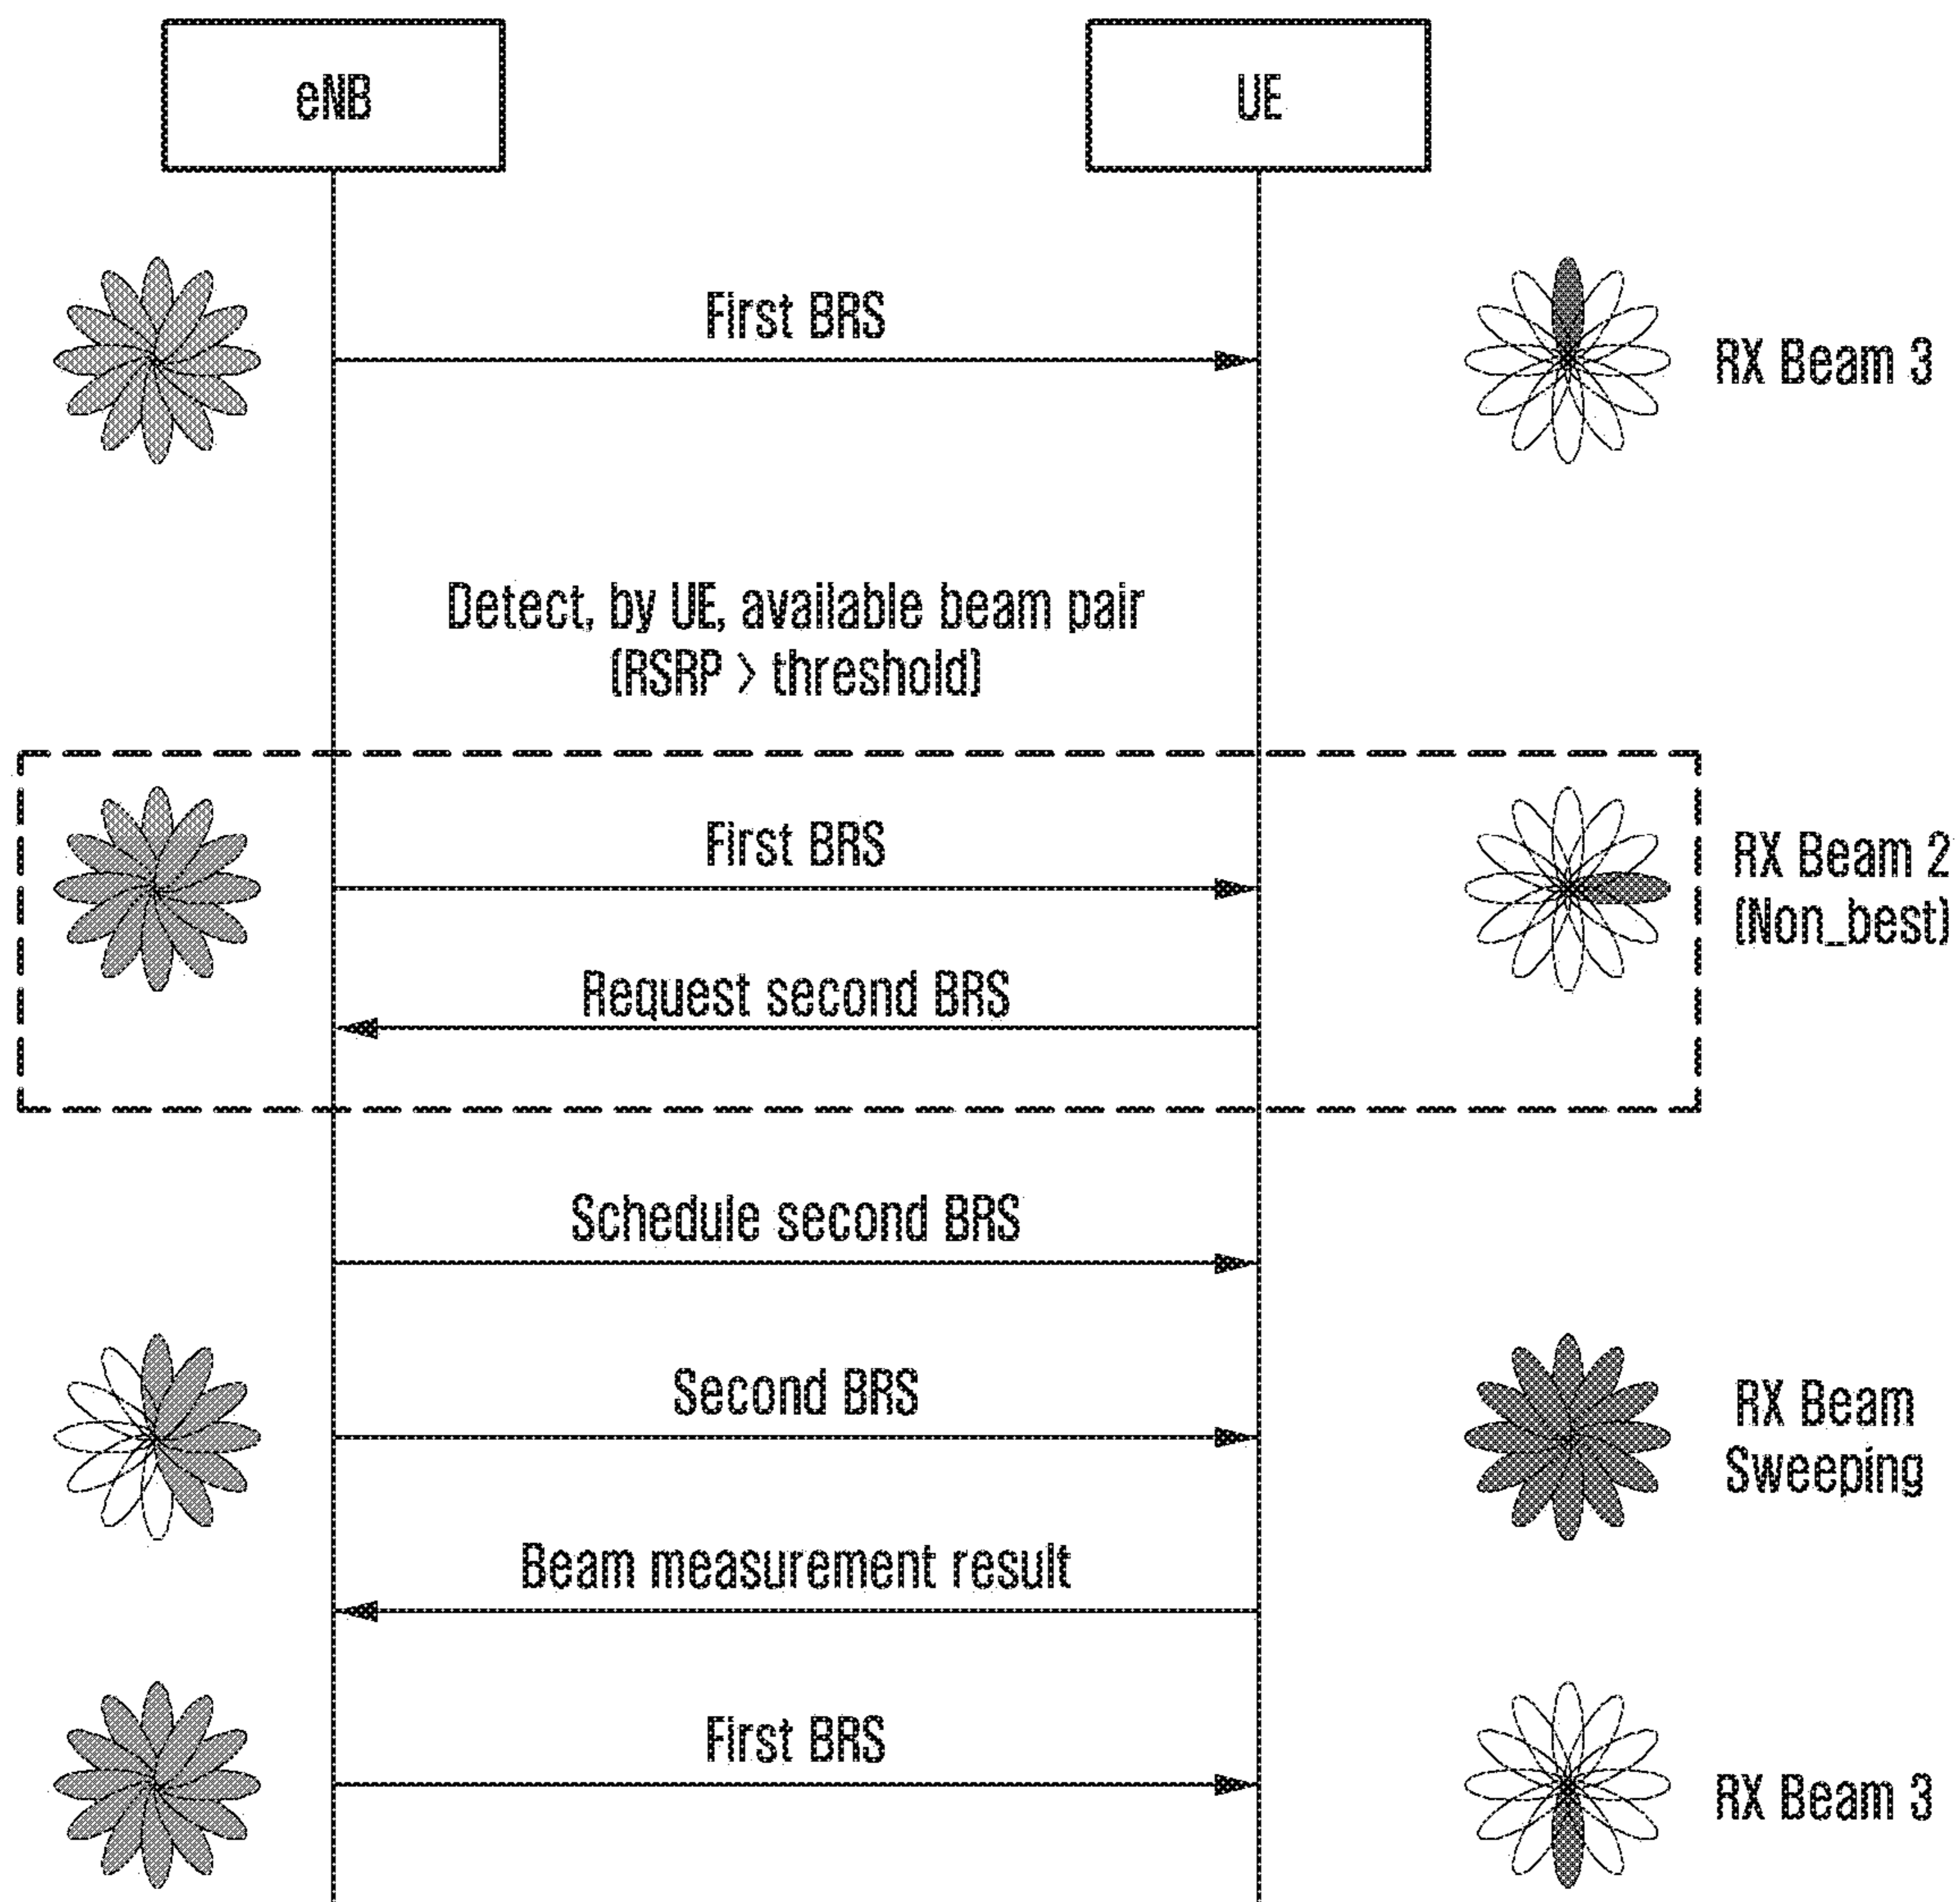 eNB
UE
First BRS
RX Beam 3
Detect, by UE, available beam pair
(RSRP > threshold)
First BRS
RX Beam 2
(Non_best)
Request second BRS
Schedule second BRS
Second BRS
RX Beam
Sweeping
Beam measurement result
First BRS
RX Beam 3